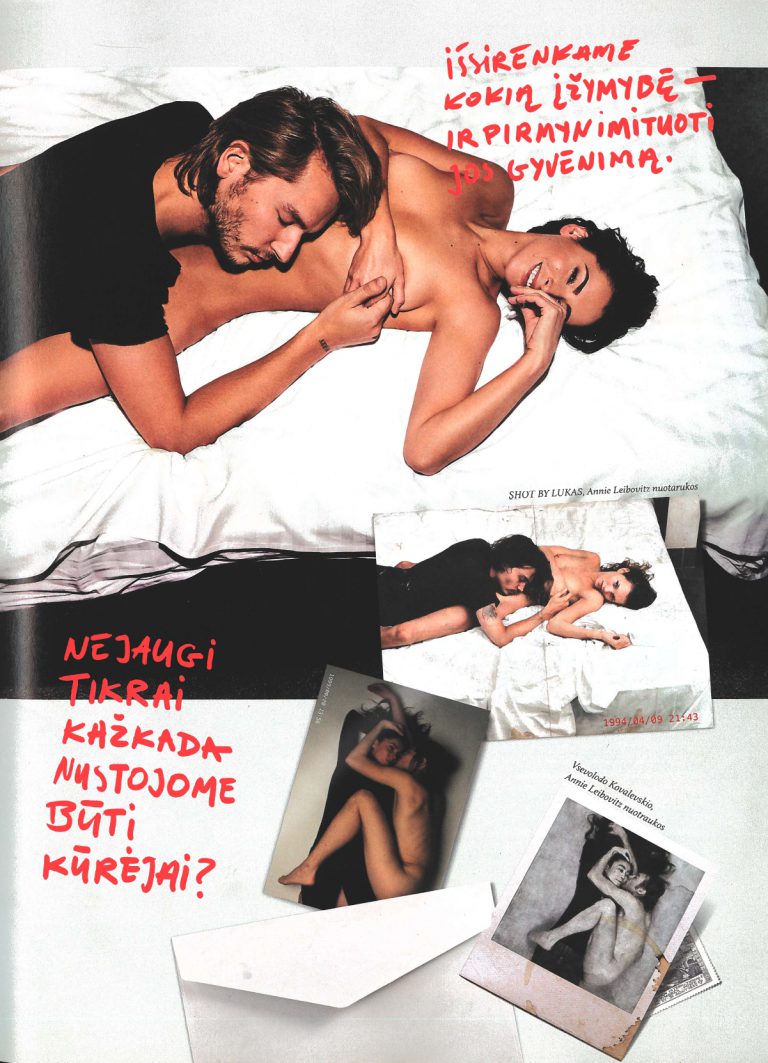 IŠSIRENKAME
KOKIĄ ĮŽYMYBĘ –
IR PIRMYN IMITUOTI
JOS GYVENIMĄ.
SHOT BY LUKAS, Annie Leibovitz nuotarukos
NEJAUGI
TIKRAI
KAŽKADA
NUSTOJOME
BŪTI
KŪRĖJAI?
1994/04/09 21:43
Vsevolodo Kovalevskio,
Annie Leibovitz nuotraukos